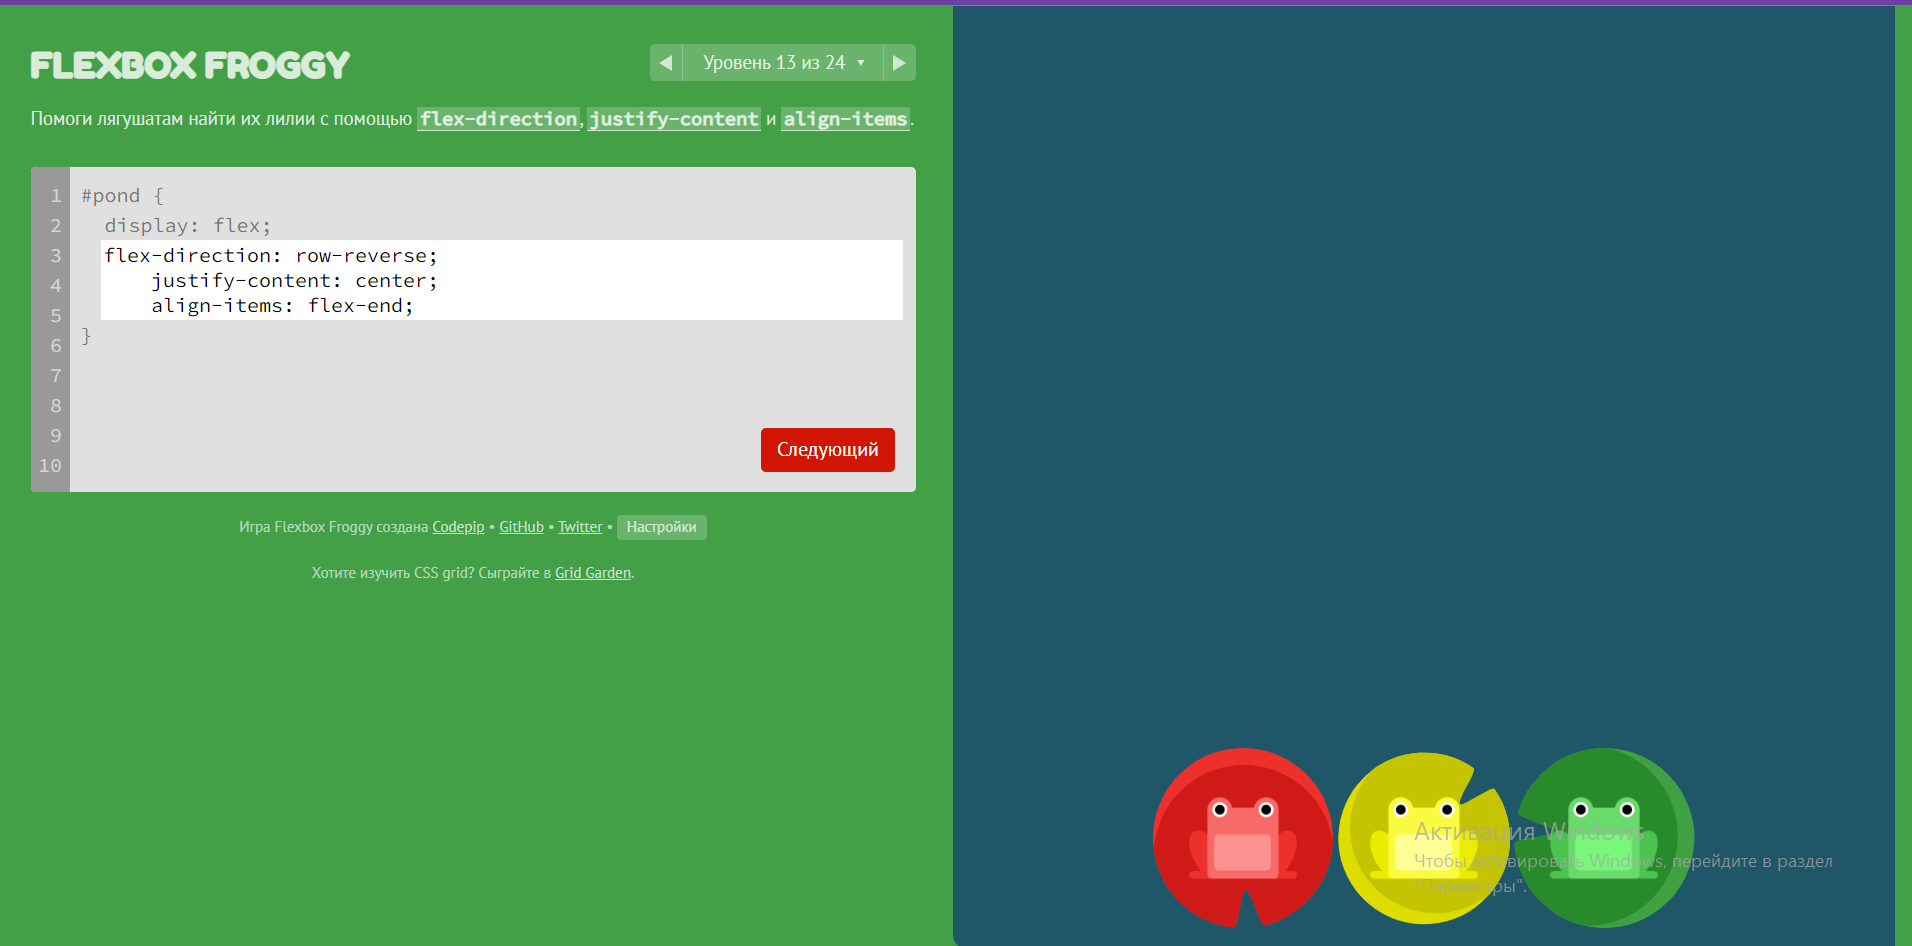 FLEXBOX FROGGY
Уровень 13 из 24
Помоги лягушатам найти их лилии с помощью flex-direction, justify-content и align-items.
1 #pond {
2 display: flex;
3 flex-direction: row-reverse;
4 justify-content: center;
5 align-items: flex-end;
6 }
7
8
9
10
Следующий
Игра Flexbox Froggy создана Codepip • GitHub • Twitter • Настройки
Хотите изучить CSS grid? Сыграйте в Grid Garden.
Активация Windows
Чтобы активировать Windows, перейдите в раздел
"Параметры".